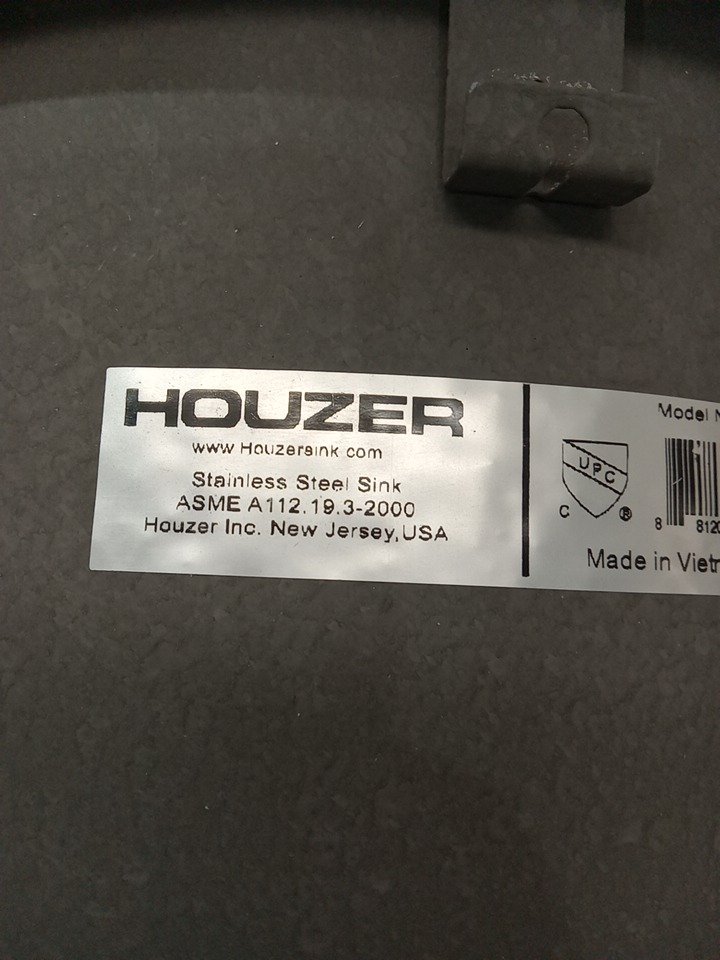 HOUZER
www.Houzersink.com
Stainless Steel Sink
ASME A112.19.3-2000
Houzer Inc. New Jersey,USA
Model
UPC
C ®
8 8120
Made in